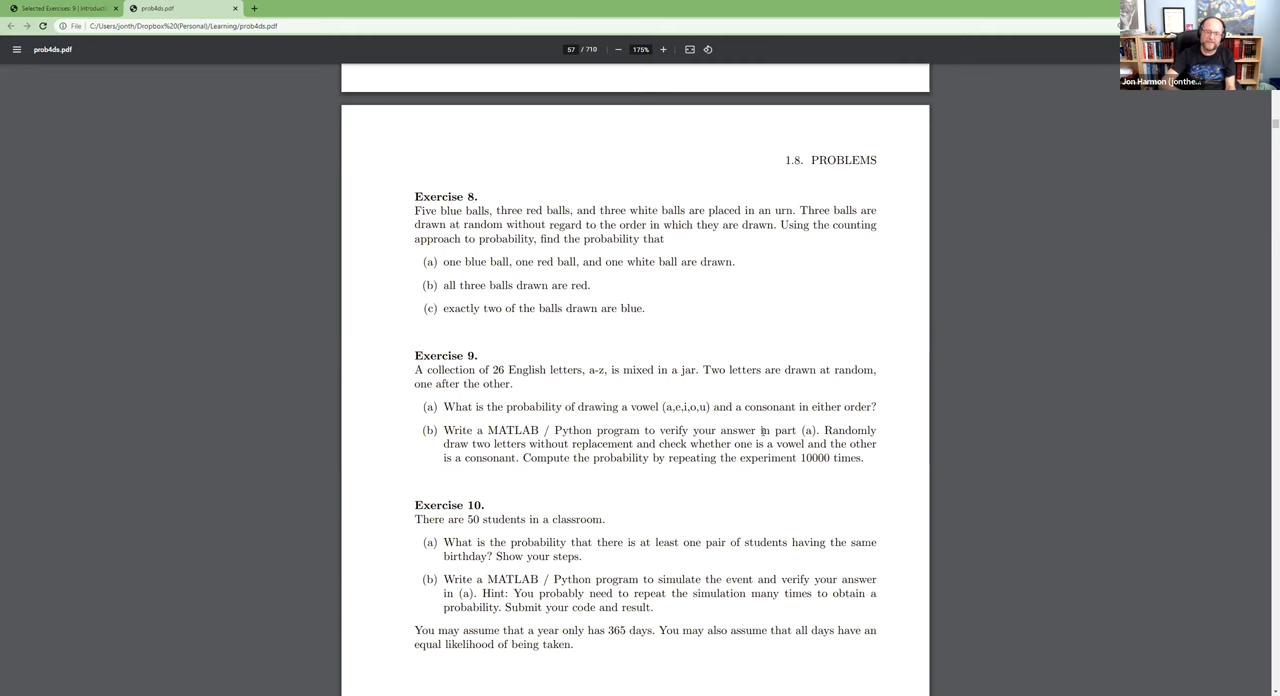 Selected Exercises: 9 | Introducti
prob4ds.pdf
File
C:/Users/jonth/Dropbox%20(Personal)/Learning/prob4ds.pdf
prob4ds.pdf
57 / 710
175%
Jon Harmon (jonthe...
1.8. PROBLEMS
Exercise 8.
Five blue balls, three red balls, and three white balls are placed in an urn. Three balls are
drawn at random without regard to the order in which they are drawn. Using the counting
approach to probability, find the probability that
(a) one blue ball, one red ball, and one white ball are drawn.
(b) all three balls drawn are red.
(c) exactly two of the balls drawn are blue.
Exercise 9.
A collection of 26 English letters, a-z, is mixed in a jar. Two letters are drawn at random,
one after the other.
(a) What is the probability of drawing a vowel (a,e,i,o,u) and a consonant in either order?
(b) Write a MATLAB / Python program to verify your answer in part (a). Randomly
draw two letters without replacement and check whether one is a vowel and the other
is a consonant. Compute the probability by repeating the experiment 10000 times.
Exercise 10.
There are 50 students in a classroom.
(a) What is the probability that there is at least one pair of students having the same
birthday? Show your steps.
(b) Write a MATLAB / Python program to simulate the event and verify your answer
in (a). Hint: You probably need to repeat the simulation many times to obtain a
probability. Submit your code and result.
You may assume that a year only has 365 days. You may also assume that all days have an
equal likelihood of being taken.